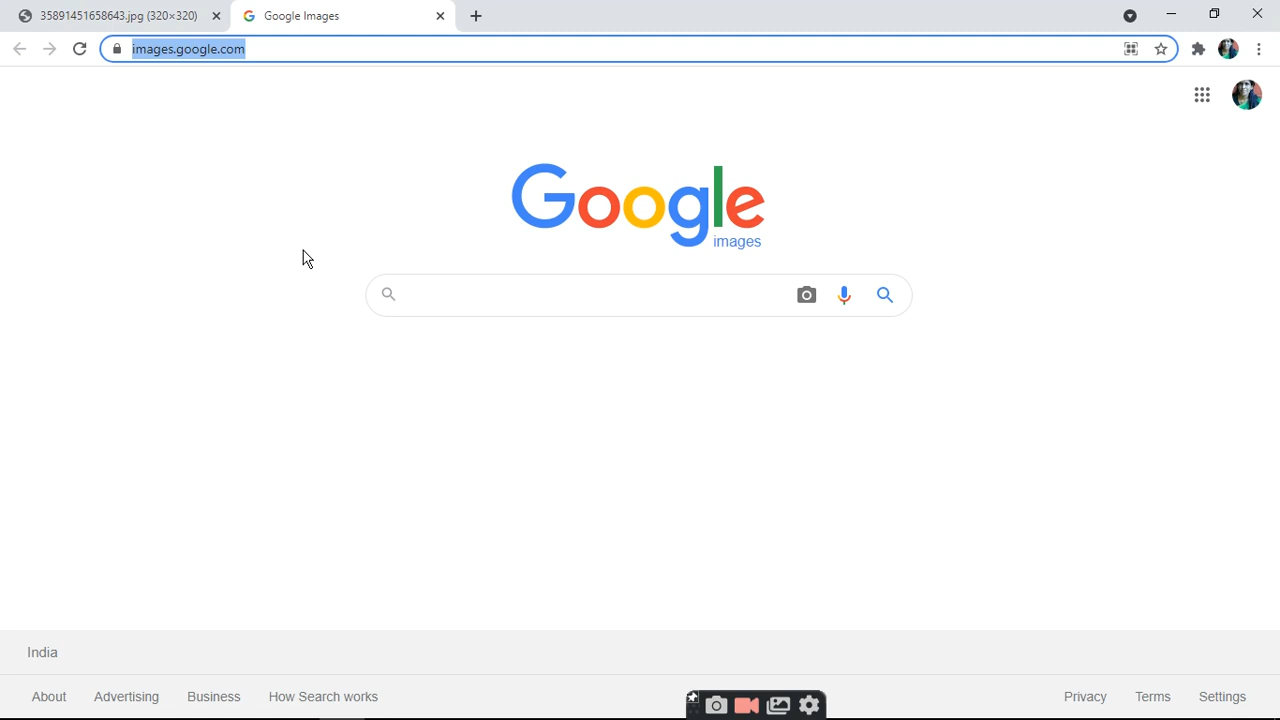 35891451658643.jpg (320×320)
Google Images
images.google.com
Google
images
India
About
Advertising
Business
How Search works
Privacy
Terms
Settings